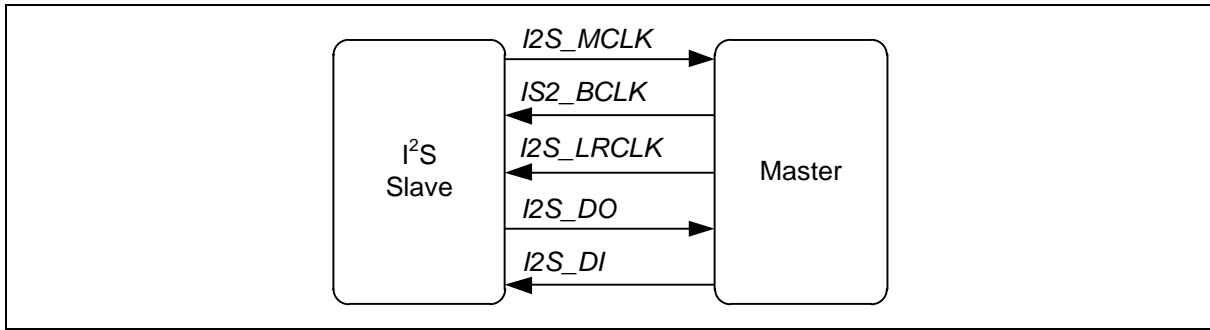 I2S_MCLK
IS2_BCLK
I2S_LRCLK
I2S_DO
I2S_DI
I²S
Slave
Master